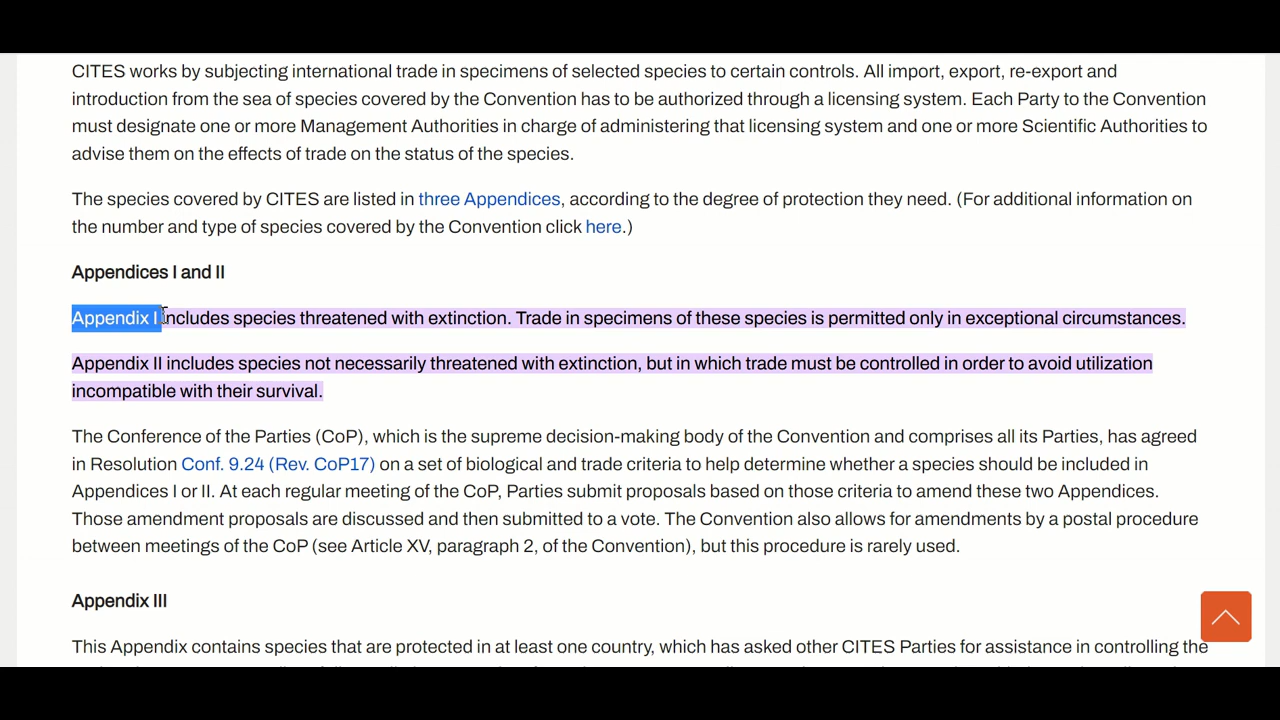 CITES works by subjecting international trade in specimens of selected species to certain controls. All import, export, re-export and
introduction from the sea of species covered by the Convention has to be authorized through a licensing system. Each Party to the Convention
must designate one or more Management Authorities in charge of administering that licensing system and one or more Scientific Authorities to
advise them on the effects of trade on the status of the species.
The species covered by CITES are listed in three Appendices, according to the degree of protection they need. (For additional information on
the number and type of species covered by the Convention click here.)
Appendices I and II
Appendix I includes species threatened with extinction. Trade in specimens of these species is permitted only in exceptional circumstances.
Appendix II includes species not necessarily threatened with extinction, but in which trade must be controlled in order to avoid utilization
incompatible with their survival.
The Conference of the Parties (CoP), which is the supreme decision-making body of the Convention and comprises all its Parties, has agreed
in Resolution Conf. 9.24 (Rev. CoP17) on a set of biological and trade criteria to help determine whether a species should be included in
Appendices I or II. At each regular meeting of the CoP, Parties submit proposals based on those criteria to amend these two Appendices.
Those amendment proposals are discussed and then submitted to a vote. The Convention also allows for amendments by a postal procedure
between meetings of the CoP (see Article XV, paragraph 2, of the Convention), but this procedure is rarely used.
Appendix III
This Appendix contains species that are protected in at least one country, which has asked other CITES Parties for assistance in controlling the